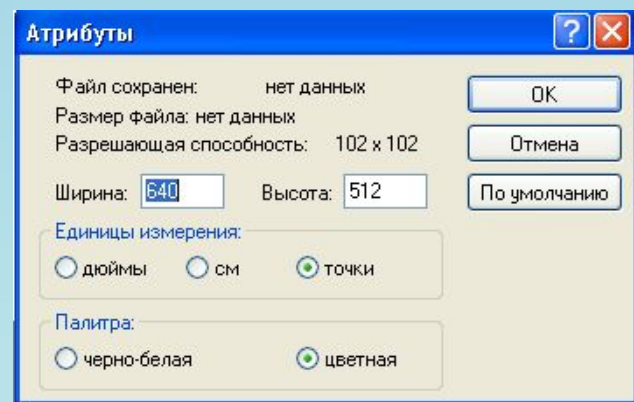 Атрибуты
Файл сохранен: нет данных
Размер файла: нет данных
Разрешающая способность: 102 x 102
Ширина: 640 Высота: 512
Единицы измерения:
дюймы см точки
Палитра:
черно-белая цветная
OK
Отмена
По умолчанию